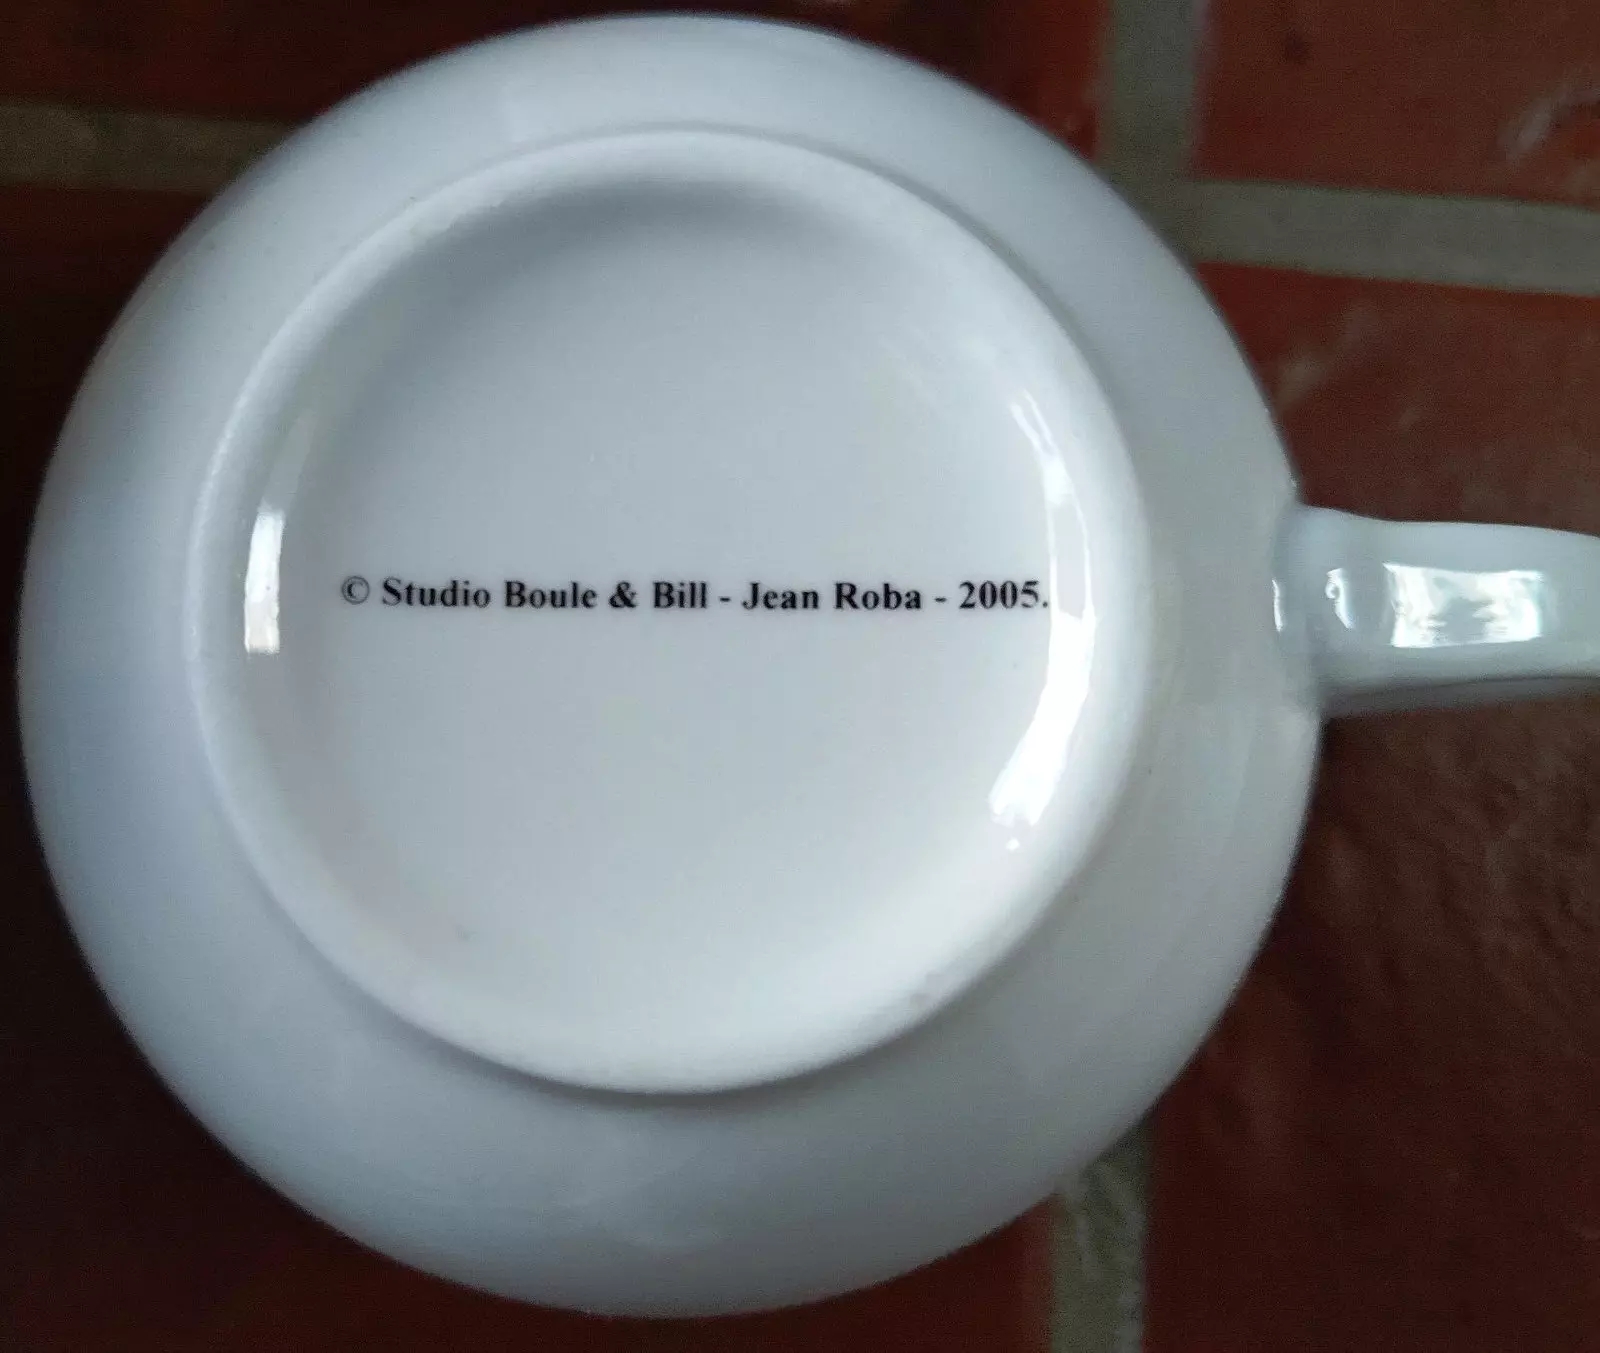 © Studio Boule & Bill - Jean Roba - 2005.